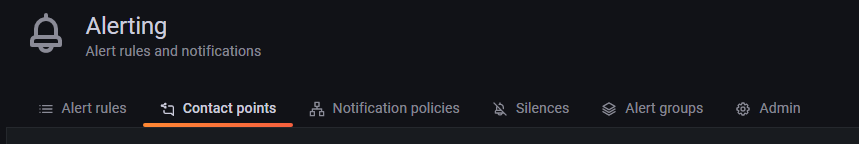 Alerting
Alert rules and notifications
Alert rules Contact points Notification policies Silences Alert groups Admin